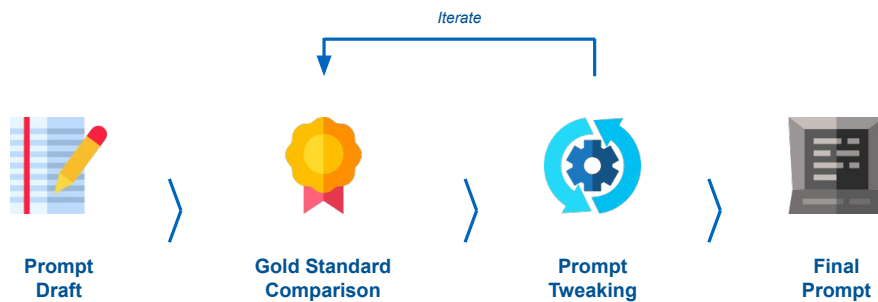 Iterate
Prompt
Draft
Gold Standard
Comparison
Prompt
Tweaking
Final
Prompt